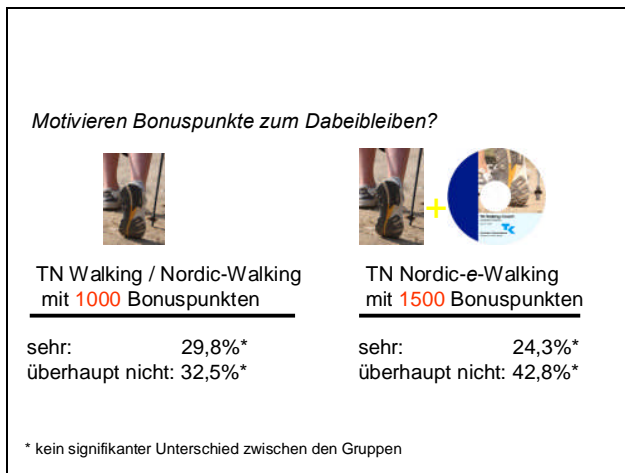 Motivieren Bonuspunkte zum Dabeibleiben?
+
TN Walking / Nordic-Walking
mit 1000 Bonuspunkten
sehr: 29,8%*
überhaupt nicht: 32,5%*
TN Nordic-e-Walking
mit 1500 Bonuspunkten
sehr: 24,3%*
überhaupt nicht: 42,8%*
* kein signifikanter Unterschied zwischen den Gruppen